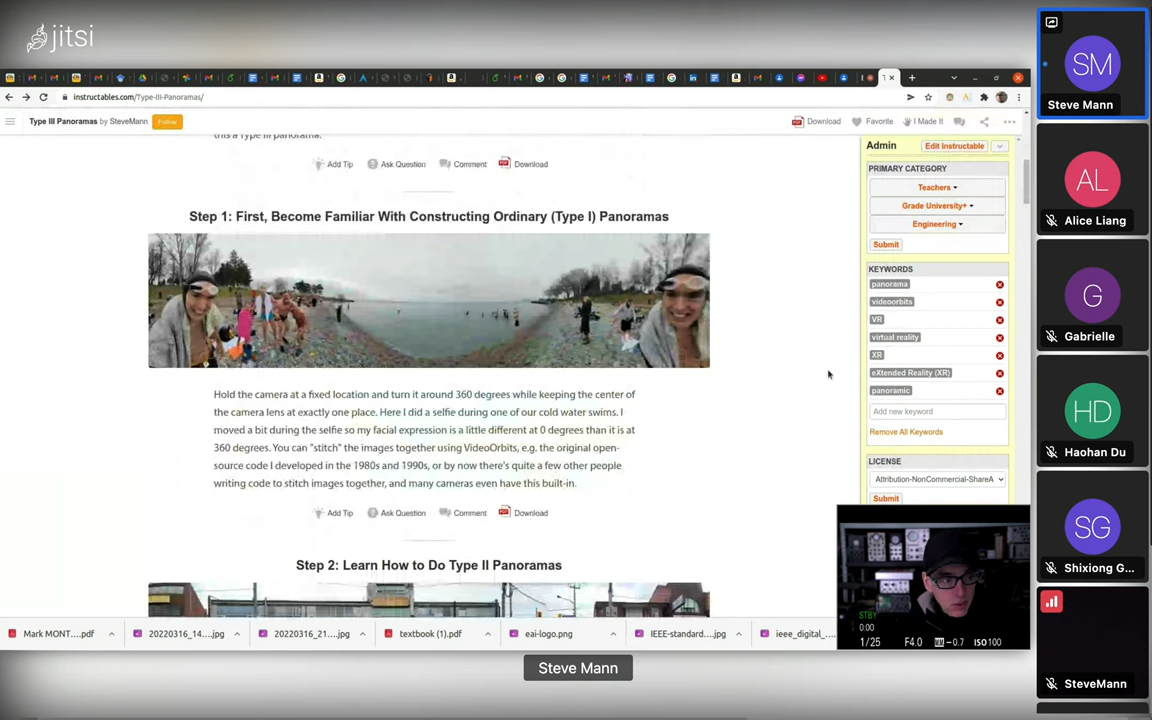 jitsi
instructables.com/Type-III-Panoramas/
Type III Panoramas by SteveMann
Follow
Download
Favorite
I Made It
this a Type III panorama.
Add Tip
Ask Question
Comment
Download
Step 1: First, Become Familiar With Constructing Ordinary (Type I) Panoramas
Hold the camera at a fixed location and turn it around 360 degrees while keeping the center of
the camera lens at exactly one place. Here I did a selfie during one of our cold water swims. I
moved a bit during the selfie so my facial expression is a little different at 0 degrees than it is at
360 degrees. You can "stitch" the images together using VideoOrbits, e.g. the original open-
source code I developed in the 1980s and 1990s, or by now there's quite a few other people
writing code to stitch images together, and many cameras even have this built-in.
Add Tip
Ask Question
Comment
Download
Step 2: Learn How to Do Type II Panoramas
Admin
Edit Instructable
PRIMARY CATEGORY
Teachers
Grade University+
Engineering
Submit
KEYWORDS
panorama
videoorbits
VR
virtual reality
XR
eXtended Reality (XR)
panoramic
Add new keyword
Remove All Keywords
LICENSE
Attribution-NonCommercial-ShareA
Submit
STBY
0:00
1/25 F4.0 -0.7 ISO100
Mark MONT....pdf
20220316_14....jpg
20220316_21....jpg
textbook (1).pdf
eai-logo.png
IEEE-standard....jpg
ieee_digital_...
Steve Mann
SM
Steve Mann
AL
Alice Liang
G
Gabrielle
HD
Haohan Du
SG
Shixiong G...
SteveMann